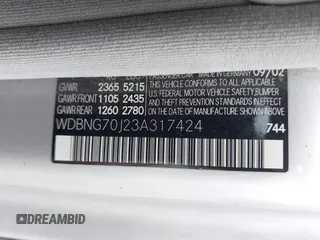 KG LBS PASSENGER CAR
MADE IN GERMANY 09/02
GVWR 2365 5215
GAWR FRONT 1105 2435
GAWR REAR 1260 2780
THIS VEHICLE CONFORMS TO ALL APPLICABLE
U.S. FEDERAL MOTOR VEHICLE SAFETY
BUMPER AND THEFT PREVENTION STANDARDS
IN EFFECT ON THE DATE OF
MANUFACTURE SHOWN ABOVE
WDBNG70J23A317424
744
DREAMBID